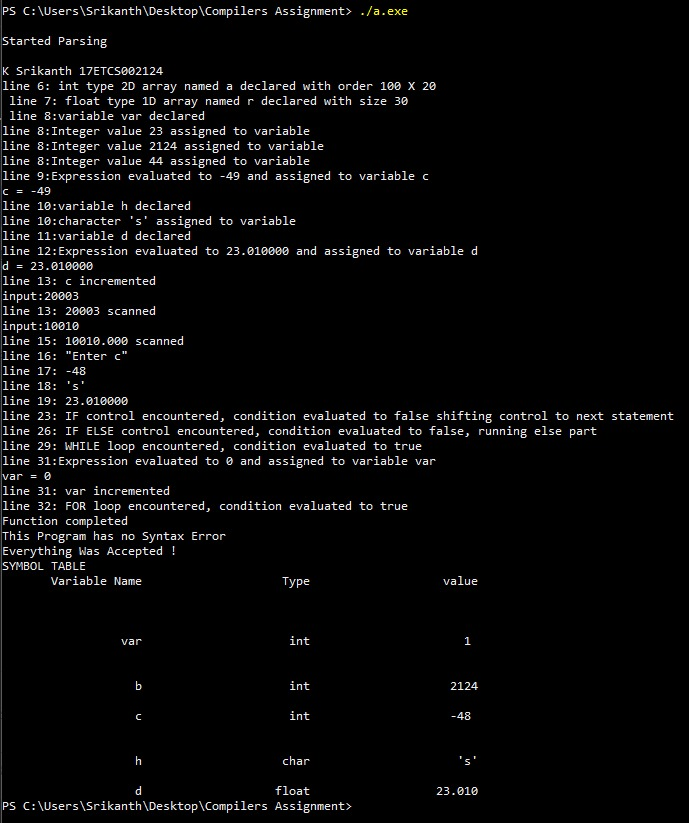 PS C:\Users\Srikanth\Desktop\Compilers Assignment> ./a.exe
Started Parsing
K Srikanth 17ETCS002124
line 6: int type 2D array named a declared with order 100 X 20
line 7: float type 1D array named r declared with size 30
line 8:variable var declared
line 8:Integer value 23 assigned to variable
line 8:Integer value 2124 assigned to variable
line 8:Integer value 44 assigned to variable
line 9:Expression evaluated to -49 and assigned to variable c
c = -49
line 10:variable h declared
line 10:character 's' assigned to variable
line 11:variable d declared
line 12:Expression evaluated to 23.010000 and assigned to variable d
d = 23.010000
line 13: c incremented
input:20003
line 13: 20003 scanned
input:10010
line 15: 10010.000 scanned
line 16: "Enter c"
line 17: -48
line 18: 's'
line 19: 23.010000
line 23: IF control encountered, condition evaluated to false shifting control to next statement
line 26: IF ELSE control encountered, condition evaluated to false, running else part
line 29: WHILE loop encountered, condition evaluated to true
line 31:Expression evaluated to 0 and assigned to variable var
var = 0
line 31: var incremented
line 32: FOR loop encountered, condition evaluated to true
Function completed
This Program has no Syntax Error
Everything Was Accepted !
SYMBOL TABLE
Variable Name Type value
var int 1
b int 2124
c int -48
h char 's'
d float 23.010
PS C:\Users\Srikanth\Desktop\Compilers Assignment>